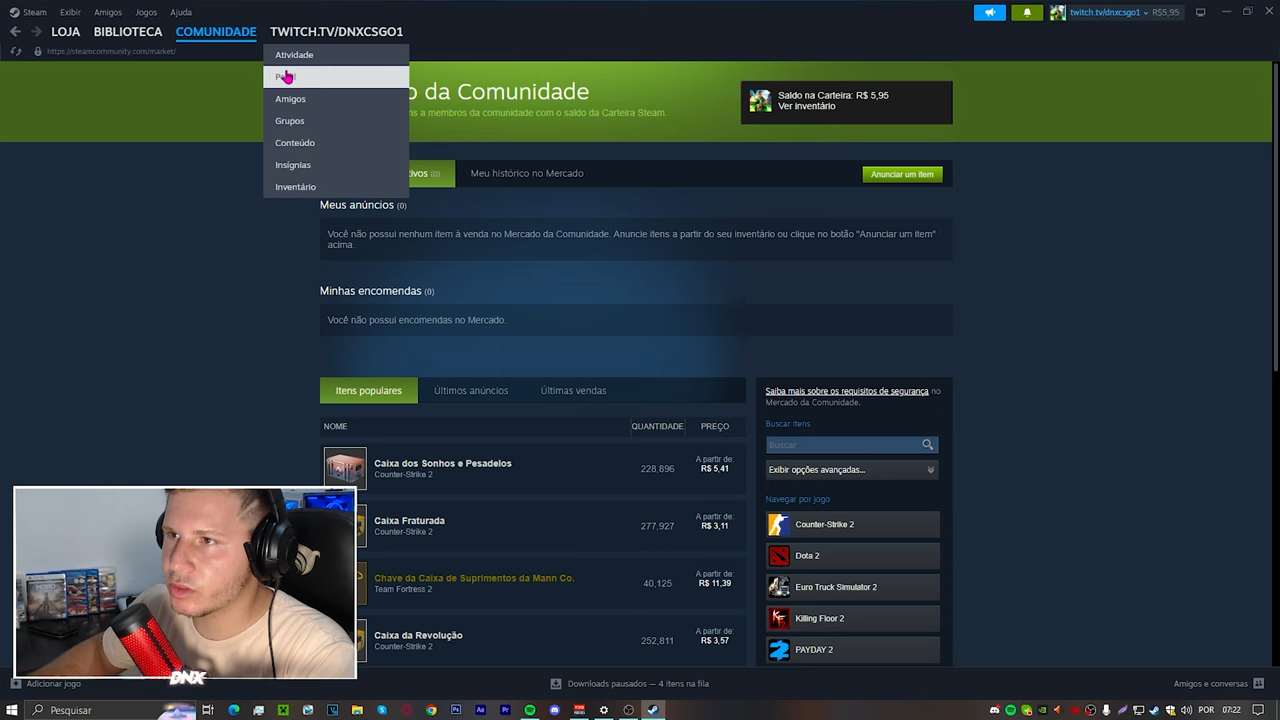 Steam Exibir Amigos Jogos Ajuda
twitch.tv/dnxcsgo1 R$5,95
LOJA BIBLIOTECA COMUNIDADE TWITCH.TV/DNXCSGO1
https://steamcommunity.com/market/
Atividade
Amigos
Grupos
Conteúdo
Insígnias
Inventário
da Comunidade
a membros da comunidade com o saldo da Carteira Steam.
Saldo na Carteira: R$ 5,95
Ver inventário
(0)
Meu histórico no Mercado
Anunciar um item
Meus anúncios (0)
Você não possui nenhum item à venda no Mercado da Comunidade. Anuncie itens a partir do seu inventário ou clique no botão "Anunciar um item"
acima.
Minhas encomendas (0)
Você não possui encomendas no Mercado.
Itens populares Últimos anúncios Últimas vendas
NOME QUANTIDADE PREÇO
Caixa dos Sonhos e Pesadelos
Counter-Strike 2
228,896
A partir de:
R$ 5,41
Caixa Fraturada
Counter-Strike 2
277,927
A partir de:
R$ 3,11
Chave da Caixa de Suprimentos da Mann Co.
Team Fortress 2
40,125
A partir de:
R$ 11,39
Caixa da Revolução
Counter-Strike 2
252,811
A partir de:
R$ 3,57
Saiba mais sobre os requisitos de segurança no
Mercado da Comunidade.
Buscar itens
Buscar
Exibir opções avançadas...
Navegar por jogo
Counter-Strike 2
Dota 2
Euro Truck Simulator 2
Killing Floor 2
PAYDAY 2
DNX
Adicionar jogo
Downloads pausados — 4 itens na fila
Amigos e conversas
Pesquisar
POR 07:22